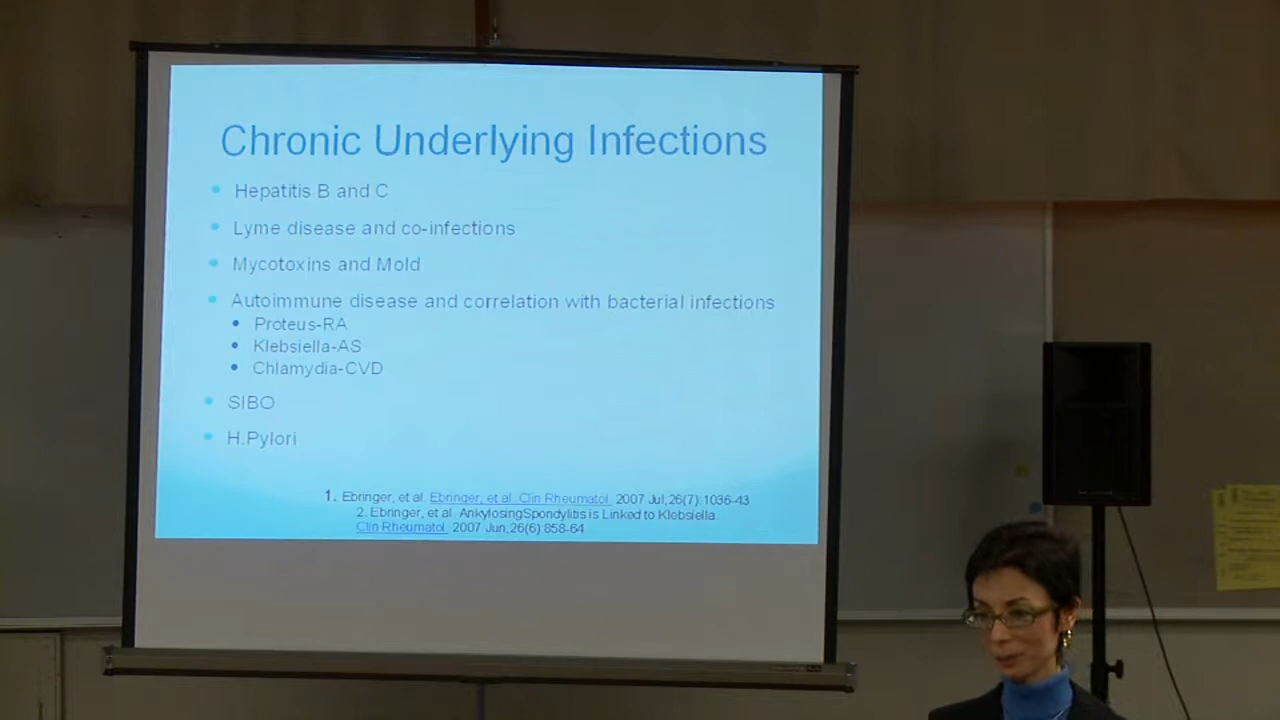 Chronic Underlying Infections
Hepatitis B and C
Lyme disease and co-infections
Mycotoxins and Mold
Autoimmune disease and correlation with bacterial infections
Proteus-RA
Klebsiella-AS
Chlamydia-CVD
SIBO
H.Pylori
1. Ebringer, et al. Ebringer, et al. Clin Rheumatol. 2007 Jul;26(7):1036-43
2. Ebringer, et al. AnkylosingSpondylitis is Linked to Klebsiella.
Clin Rheumatol. 2007 Jun;26(6) 858-64